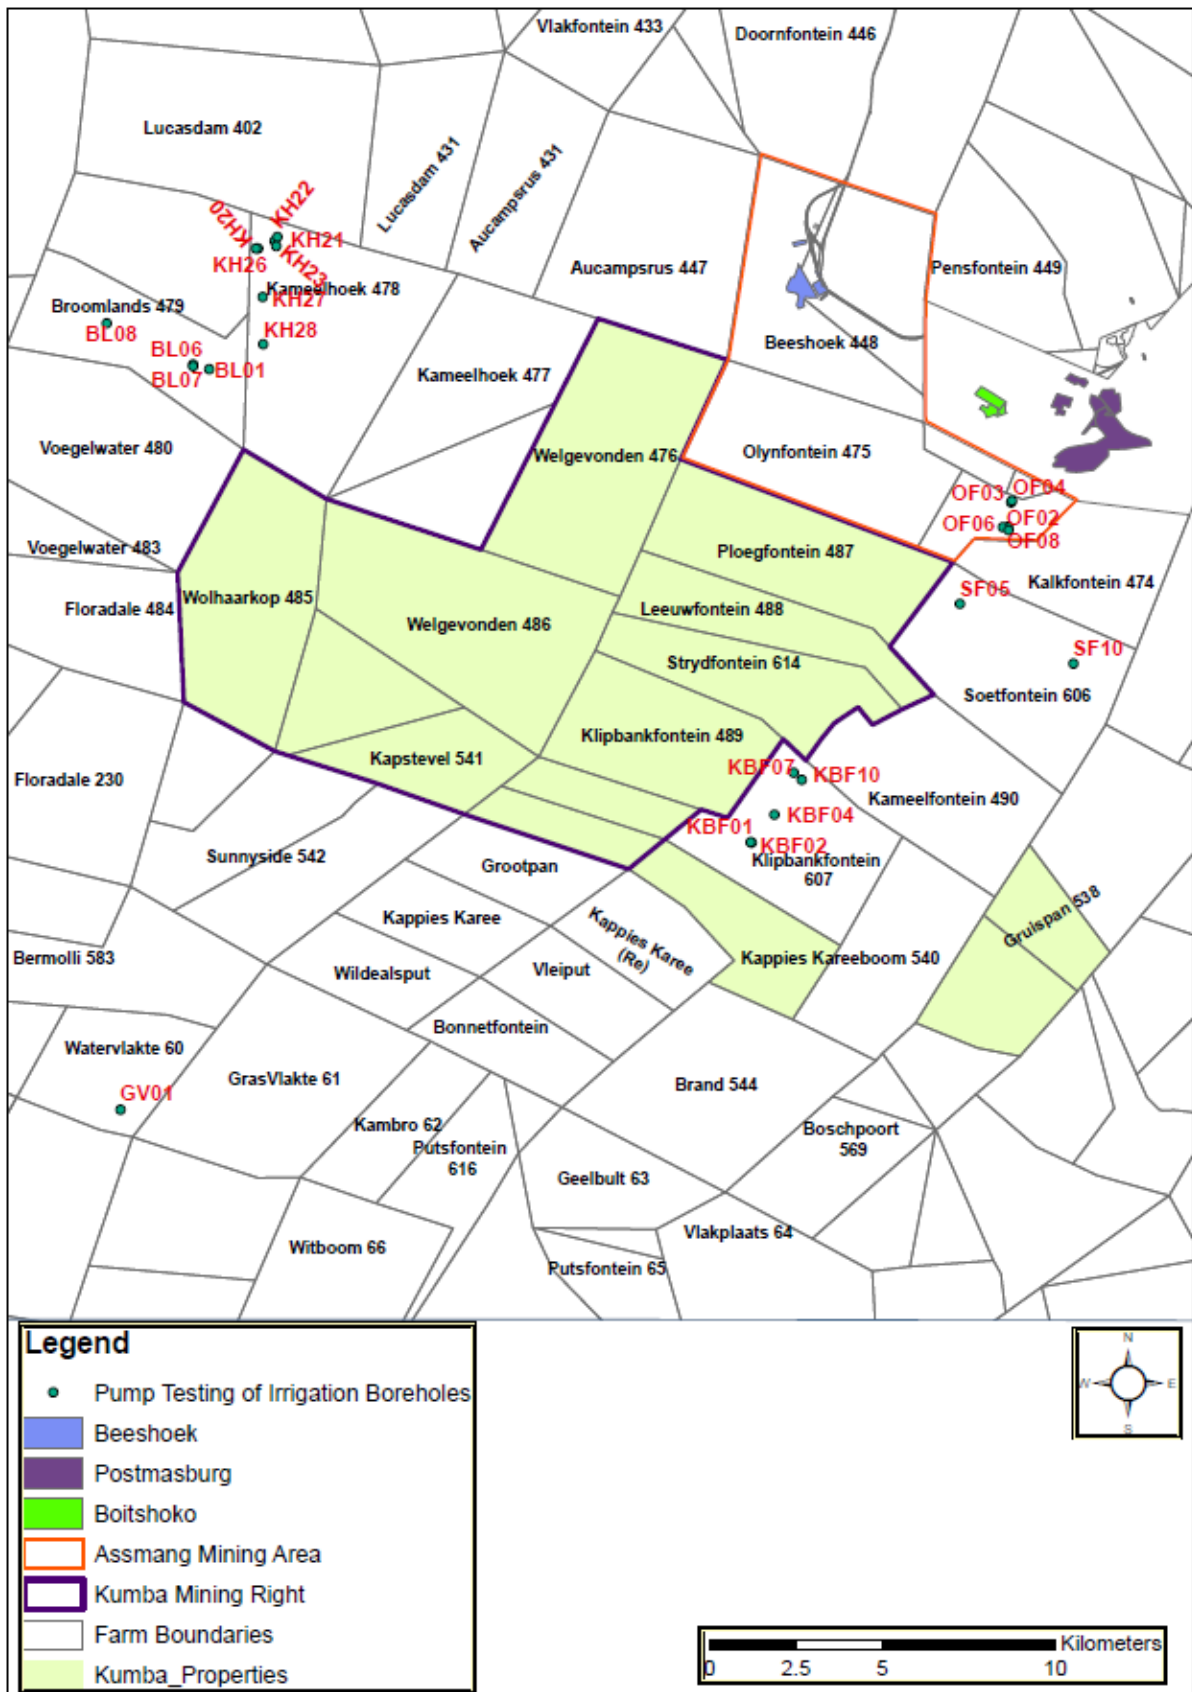 Vlakfontein 433
Doornfontein 446
Lucasdam 402
Lucasdam 431
Aucampsrus 431
KH22
KH20
KH21
KH26
KH23
Aucampsrus 447
Pensfontein 449
Kameelhoek 478
KH27
Broomlands 479
BL08
KH28
Beeshoek 448
BL06
BL07
BL01
Kameelhoek 477
Voegelwater 480
Welgevonden 476
Olynfontein 475
OF03
OF04
OF06
OF02
OF08
Voegelwater 483
Ploegfontein 487
Wolhaarkop 485
Floradale 484
Kalkfontein 474
Leeuwfontein 488
SF05
Welgevonden 486
Strydfontein 614
SF10
Soetfontein 606
Klipbankfontein 489
Kapstevel 541
Floradale 230
KBF07
KBF10
Kameelfontein 490
KBF04
KBF01
KBF02
Sunnyside 542
Grootpan
Klipbankfontein
607
Kappies Karee
Kappies Karee
(Re)
Gruispan 538
Bermolli 583
Wildealsput
Vleiput
Kappies Kareeboom 540
Bonnetfontein
Watervlakte 60
GrasVlakte 61
Brand 544
GV01
Kambro 62
Putsfontein
616
Boschpoort
569
Geelbult 63
Vlakplaats 64
Witboom 66
Putsfontein 65
Legend
Pump Testing of Irrigation Boreholes
Beeshoek
Postmasburg
Boitshoko
Assmang Mining Area
Kumba Mining Right
Farm Boundaries
Kumba_Properties
N
W
E
S
Kilometers
0 2.5 5 10